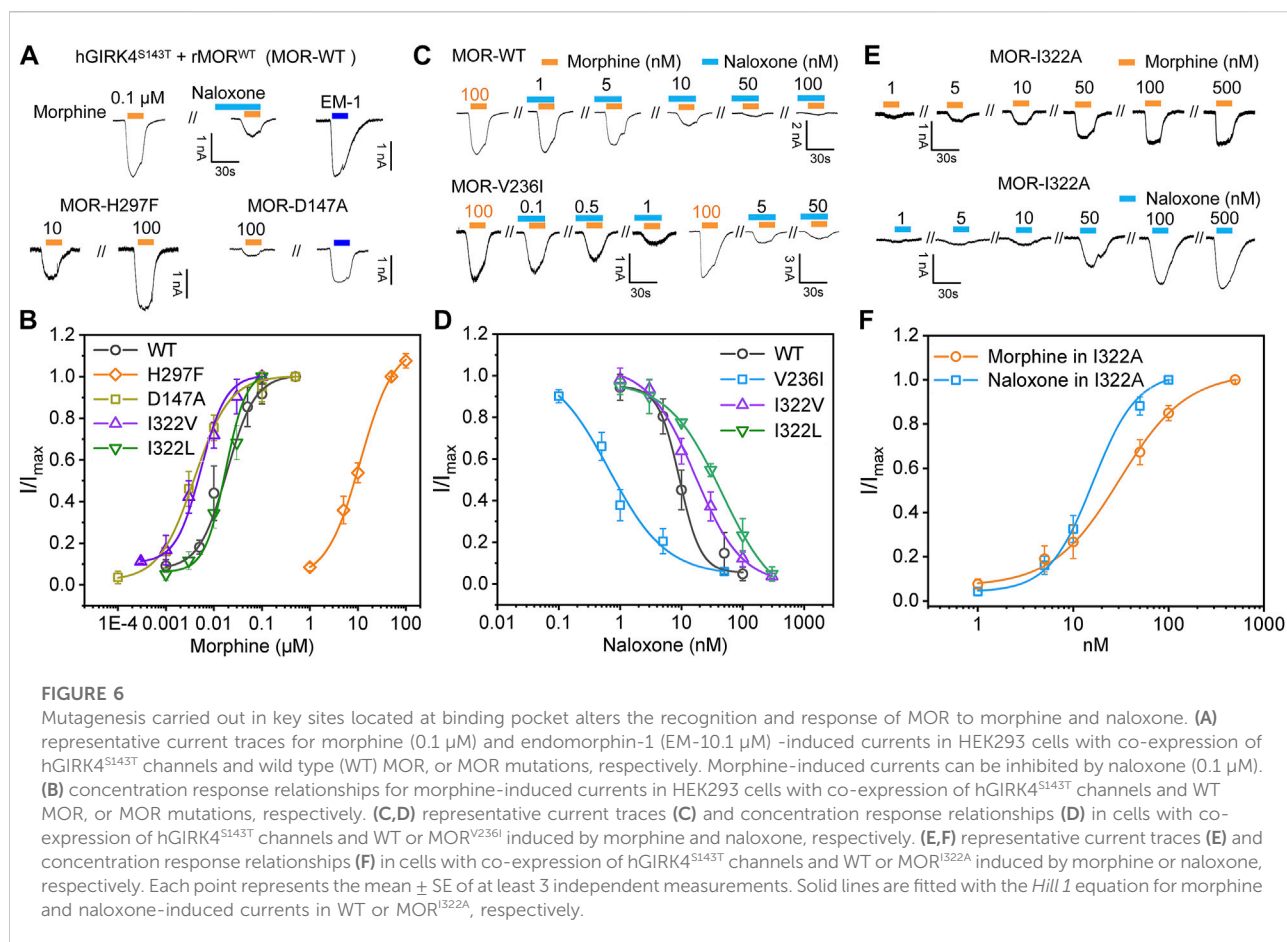 A
hGIRK4S143T + rMORWT (MOR-WT)
Morphine
0.1 µM
//
Naloxone
EM-1
1 nA
30s
1 nA
MOR-H297F
10
//
100
1 nA
MOR-D147A
100
//
1 nA
B
WT
H297F
D147A
I322V
I322L
I/Imax
1.2
1.0
0.8
0.6
0.4
0.2
0.0
1E-4 0.001 0.01 0.1 1 10 100
Morphine (µM)
C
MOR-WT
Morphine (nM) Naloxone (nM)
100 // 1 // 5 // 10 // 50 // 100
2 nA
30s
MOR-V236I
100 // 0.1 // 0.5 // 1
1 nA
30s
100 // 5 // 50
3 nA
30s
D
WT
V236I
I322V
I322L
I/Imax
1.2
1.0
0.8
0.6
0.4
0.2
0.0
0.01 0.1 1 10 100 1000
Naloxone (nM)
E
MOR-I322A
Morphine (nM)
1 // 5 // 10 // 50 // 100 // 500
1 nA
30s
MOR-I322A
Naloxone (nM)
1 // 5 // 10 // 50 // 100 // 500
1 nA
30s
F
Morphine in I322A
Naloxone in I322A
I/Imax
1.2
1.0
0.8
0.6
0.4
0.2
0.0
1 10 100 1000
nM
FIGURE 6
Mutagenesis carried out in key sites located at binding pocket alters the recognition and response of MOR to morphine and naloxone. (A)
representative current traces for morphine (0.1 µM) and endomorphin-1 (EM-10.1 µM) -induced currents in HEK293 cells with co-expression of
hGIRK4S143T channels and wild type (WT) MOR, or MOR mutations, respectively. Morphine-induced currents can be inhibited by naloxone (0.1 µM).
(B) concentration response relationships for morphine-induced currents in HEK293 cells with co-expression of hGIRK4S143T channels and WT
MOR, or MOR mutations, respectively. (C,D) representative current traces (C) and concentration response relationships (D) in cells with co-
expression of hGIRK4S143T channels and WT or MORV236I induced by morphine and naloxone, respectively. (E,F) representative current traces (E) and
concentration response relationships (F) in cells with co-expression of hGIRK4S143T channels and WT or MORI322A induced by morphine or naloxone,
respectively. Each point represents the mean ± SE of at least 3 independent measurements. Solid lines are fitted with the Hill 1 equation for morphine
and naloxone-induced currents in WT or MORI322A, respectively.